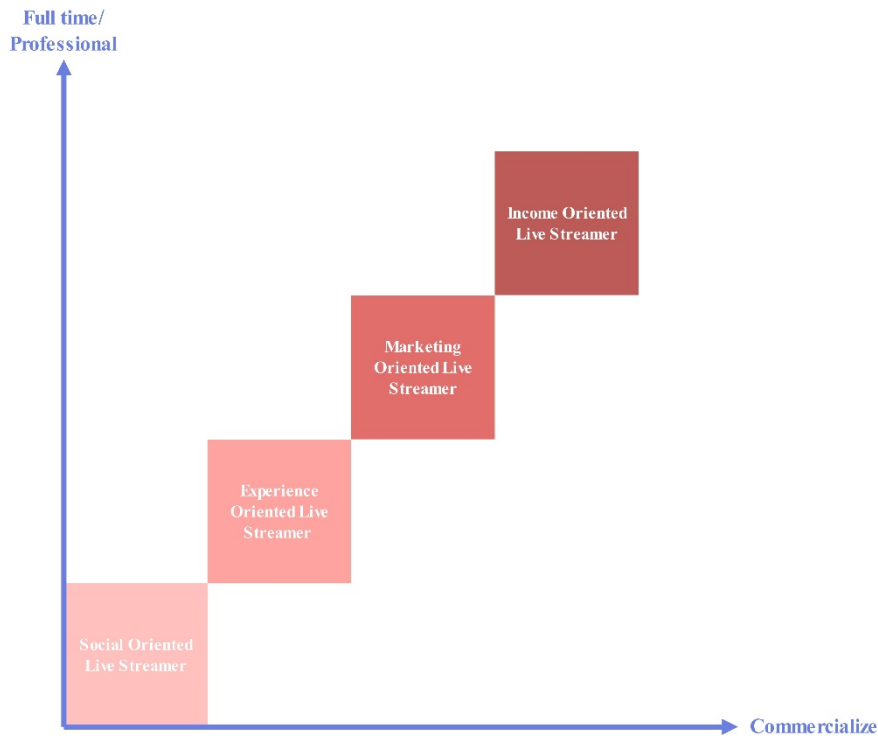 Full time/
Professional
Income Oriented
Live Streamer
Marketing
Oriented Live
Streamer
Experience
Oriented Live
Streamer
Social Oriented
Live Streamer
Commercialize